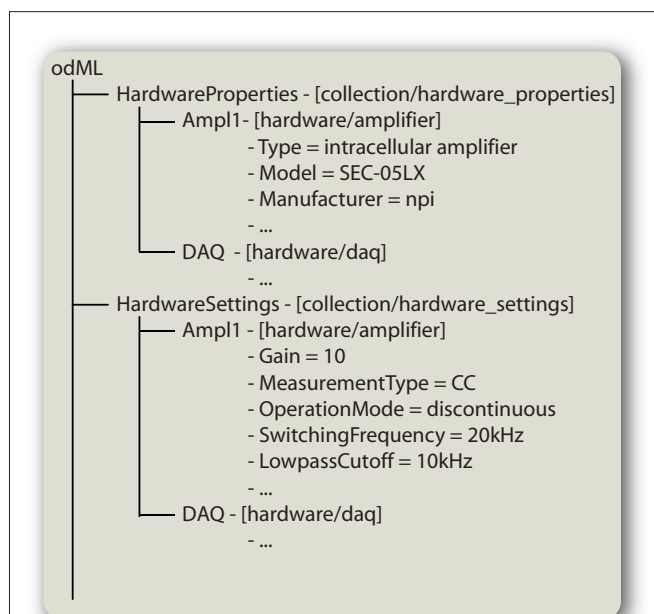 odML
HardwareProperties - [collection/hardware_properties]
Ampl1- [hardware/amplifier]
- Type = intracellular amplifier
- Model = SEC-05LX
- Manufacturer = npi
- ...
DAQ - [hardware/daq]
- ...
HardwareSettings - [collection/hardware_settings]
Ampl1 - [hardware/amplifier]
- Gain = 10
- MeasurementType = CC
- OperationMode = discontinuous
- SwitchingFrequency = 20kHz
- LowpassCutoff = 10kHz
- ...
DAQ - [hardware/daq]
- ...